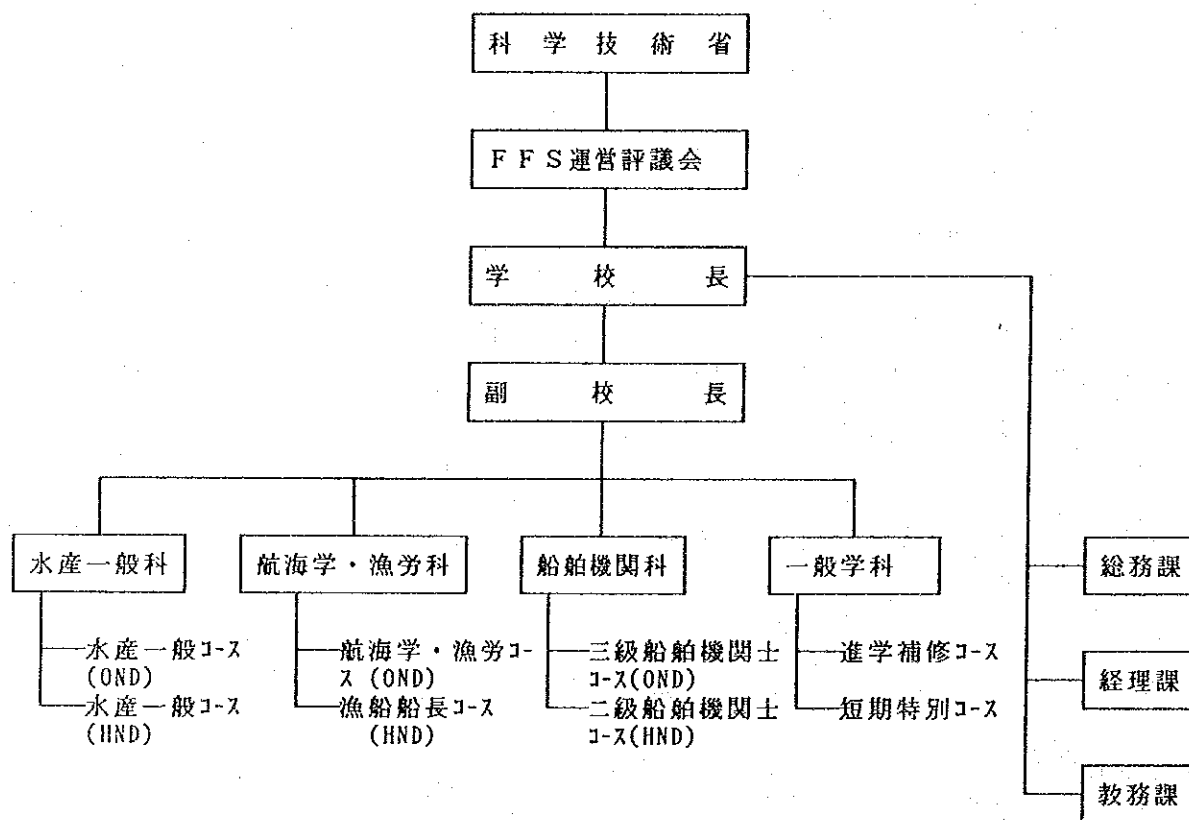 科学技術省
FFS運営評議会
学校長
副校長
水産一般科
航海学・漁労科
船舶機関科
一般学科
総務課
水産一般コース
(OND)
水産一般コース
(HND)
航海学・漁労コー
ス (OND)
漁船船長コース
(HND)
三級船舶機関士
コース(OND)
二級船舶機関士
コース(HND)
進学補修コース
短期特別コース
経理課
教務課